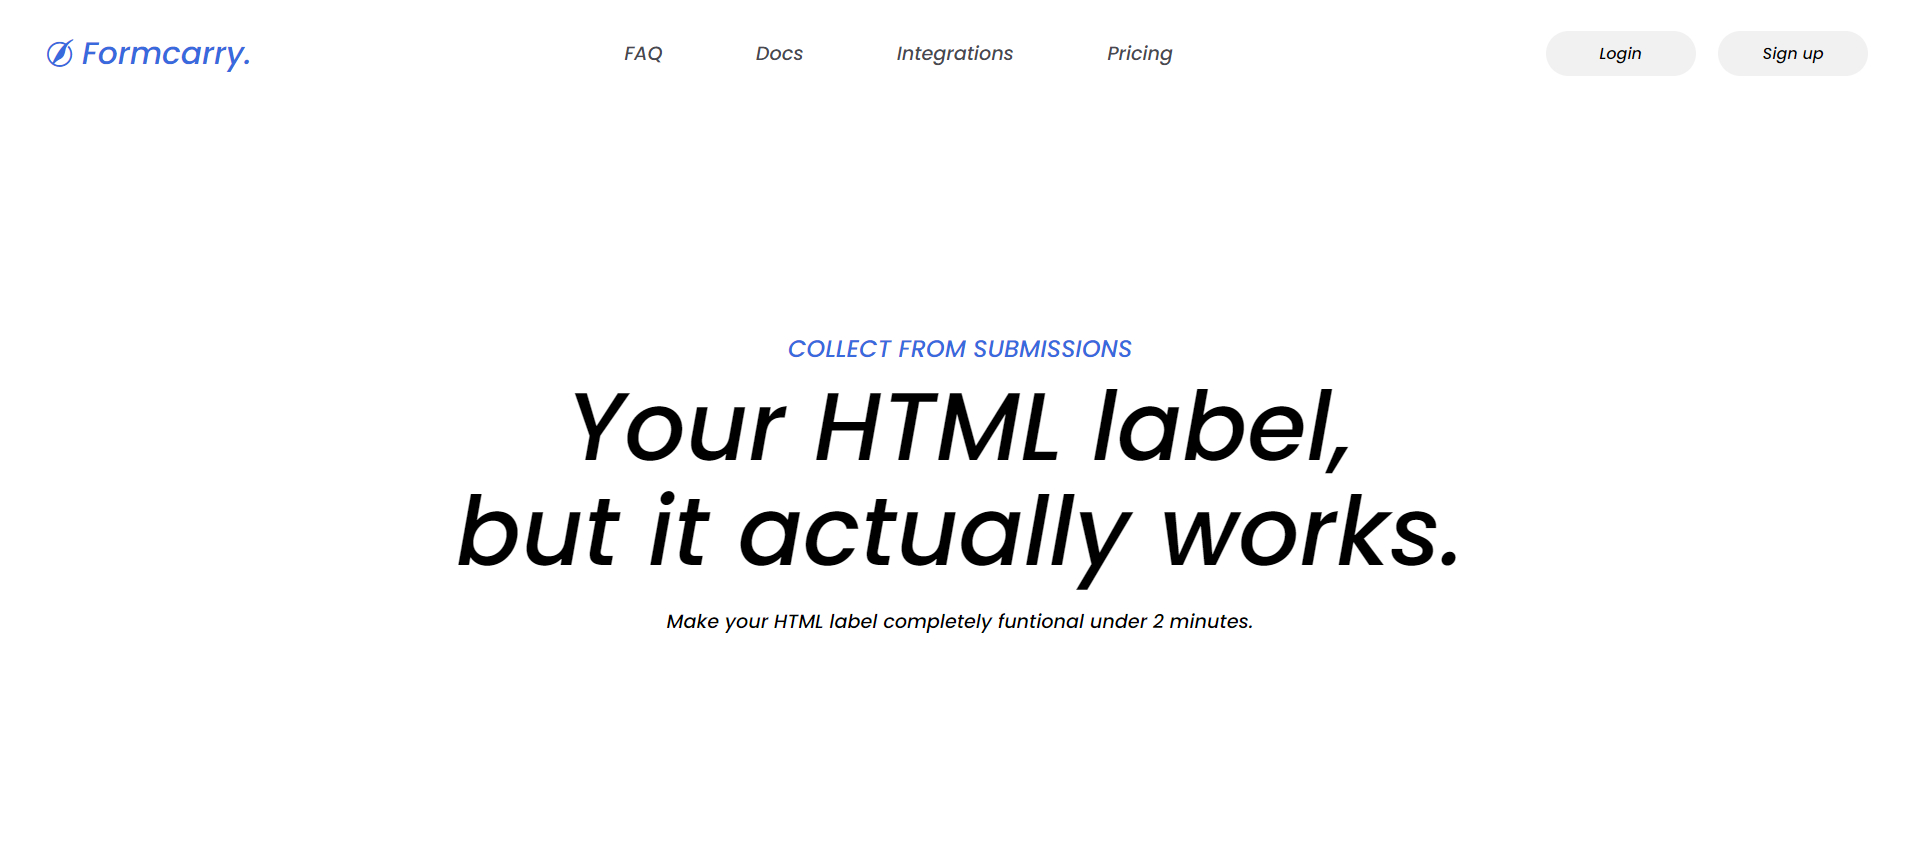 Formcarry.
FAQ
Docs
Integrations
Pricing
Login
Sign up
COLLECT FROM SUBMISSIONS
Your HTML label,
but it actually works.
Make your HTML label completely funtional under 2 minutes.